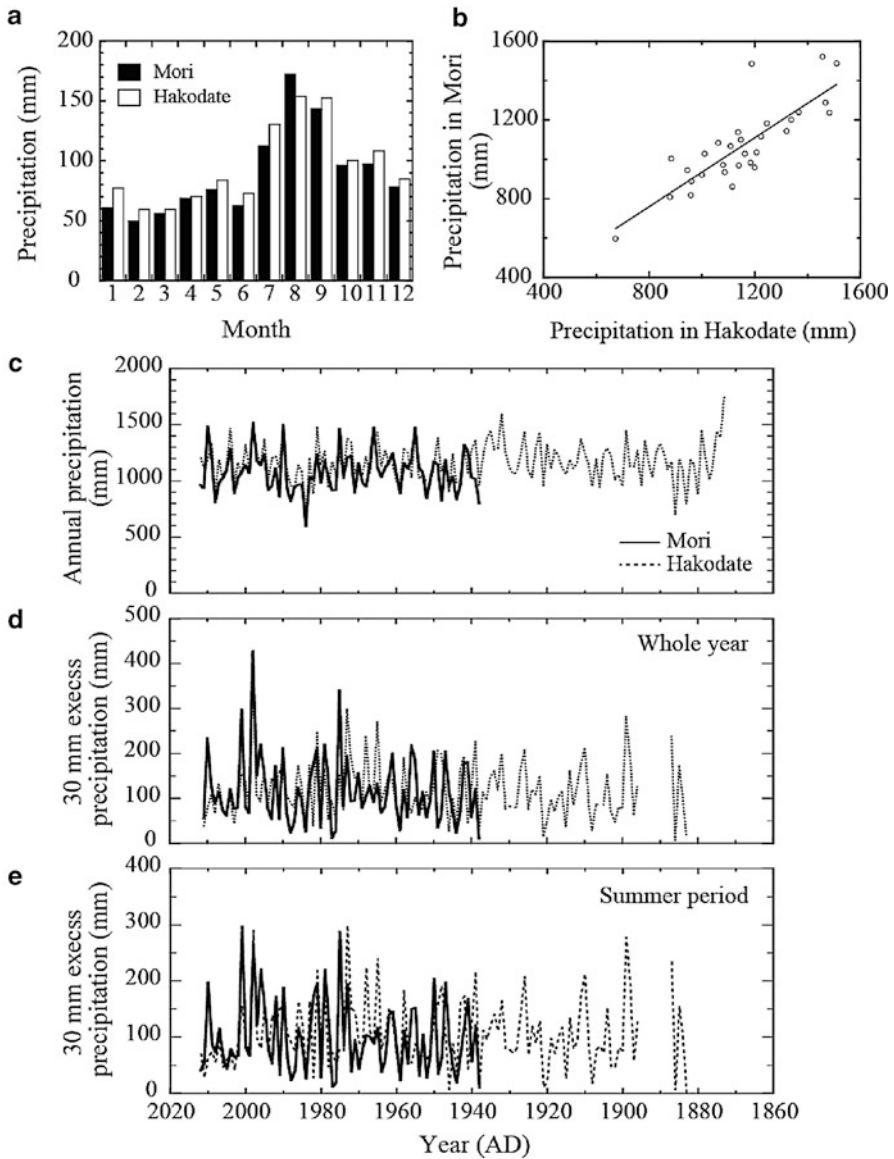 a
200
150
100
50
0
Precipitation (mm)
Mori
Hakodate
1 2 3 4 5 6 7 8 9 10 11 12
Month
b
1600
1200
800
400
Precipitation in Mori
(mm)
400 800 1200 1600
Precipitation in Hakodate (mm)
c
2000
1500
1000
500
0
Annual precipitation
(mm)
Mori
Hakodate
d
500
400
300
200
100
0
30 mm execss
precipitation (mm)
Whole year
e
400
300
200
100
0
30 mm execss
precipitation (mm)
Summer period
2020 2000 1980 1960 1940 1920 1900 1880 1860
Year (AD)